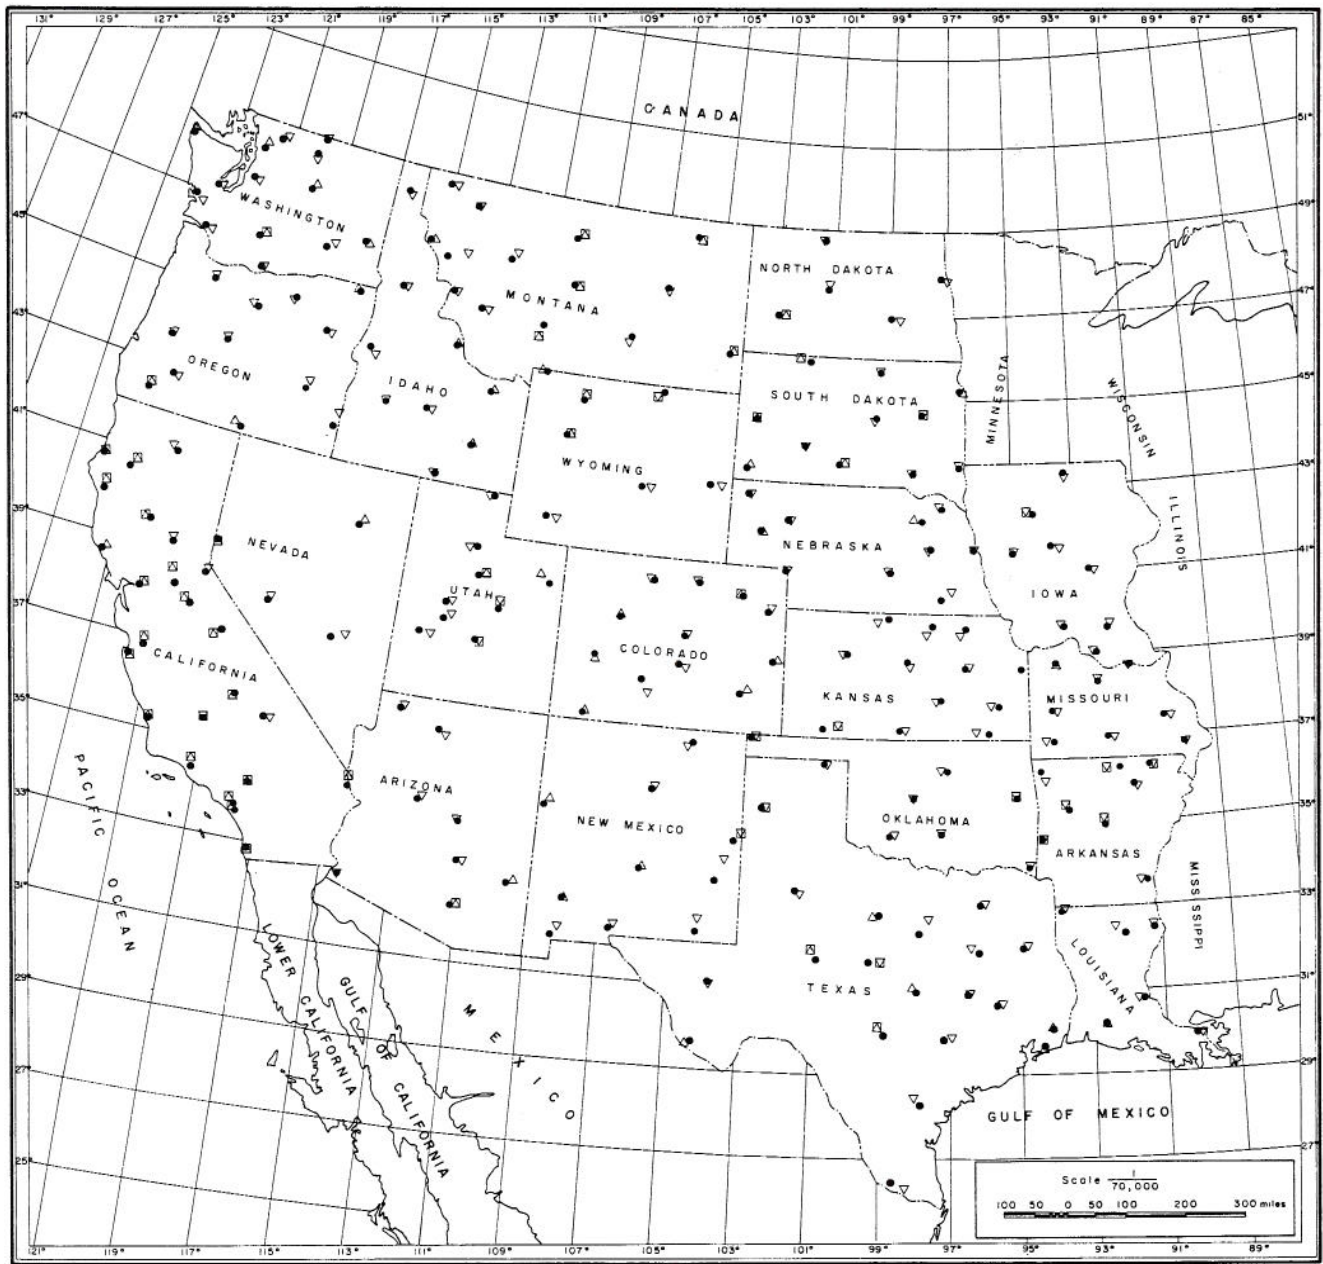 131° 129° 127° 125° 123° 121° 119° 117° 115° 113° 111° 109° 107° 105° 103° 101° 99° 97° 95° 93° 91° 89° 87° 85°
CANADA
47° 51°
WASHINGTON
45° 49°
NORTH DAKOTA
MONTANA
47°
43°
OREGON
IDAHO
SOUTH DAKOTA
MINNESOTA
WISCONSIN
45°
41°
WYOMING
43°
39°
NEVADA
NEBRASKA
ILLINOIS
41°
UTAH
IOWA
37°
COLORADO
39°
CALIFORNIA
KANSAS
MISSOURI
35°
37°
PACIFIC OCEAN
ARIZONA
NEW MEXICO
OKLAHOMA
33°
35°
ARKANSAS
MISSISSIPPI
31°
33°
LOWER CALIFORNIA
GULF OF CALIFORNIA
MEXICO
TEXAS
LOUISIANA
29°
31°
27°
29°
GULF OF MEXICO
25°
27°
Scale 1/70,000
100 50 0 50 100 200 300 miles
121° 119° 117° 115° 113° 111° 109° 107° 105° 103° 101° 99° 97° 95° 93° 91° 89°